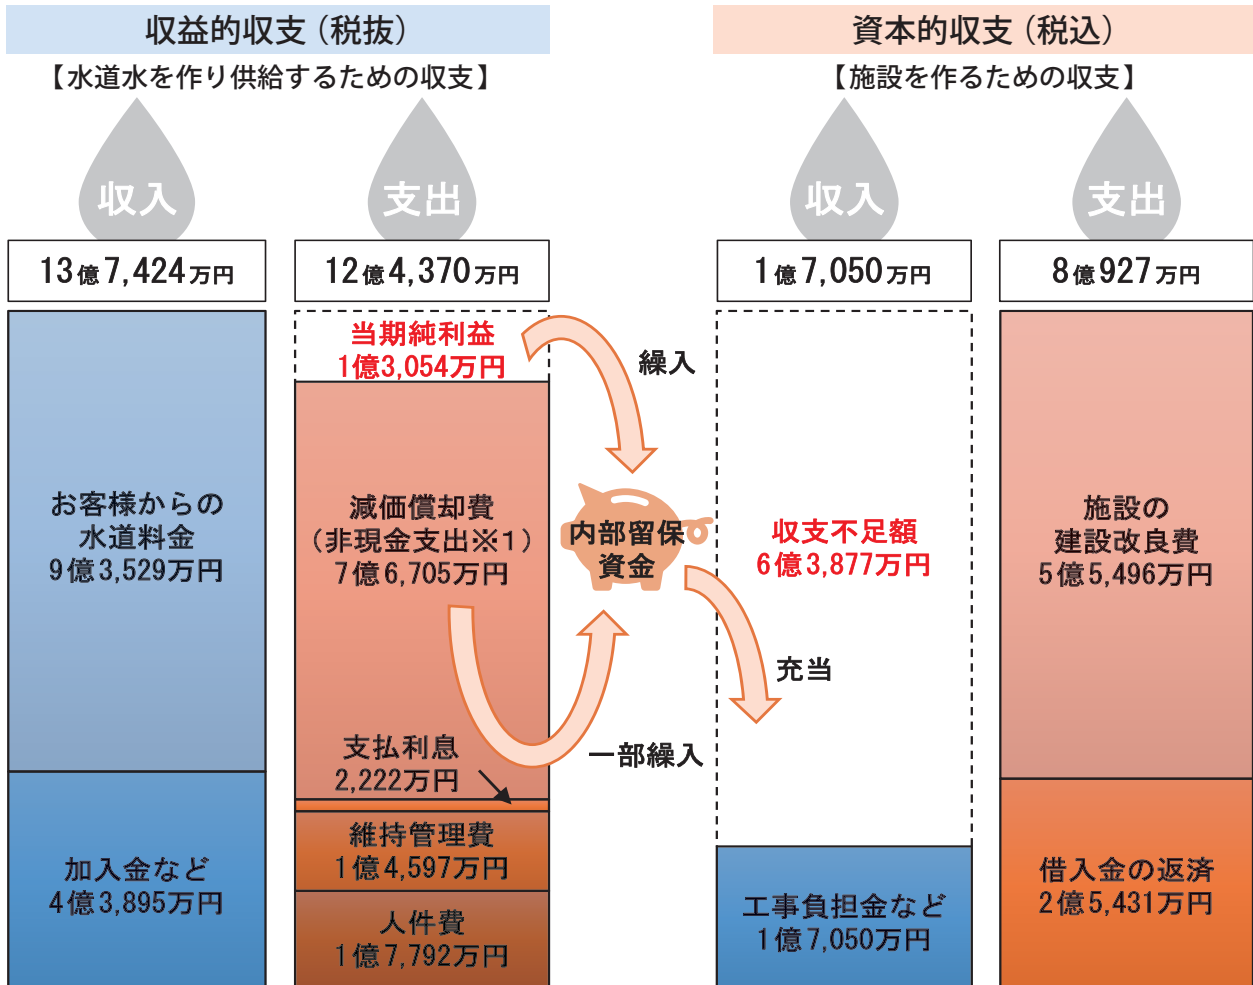 収益的収支（税抜）
【水道水を作り供給するための収支】
収入
支出
13億7,424万円
12億4,370万円
お客様からの
水道料金
9億3,529万円
加入金など
4億3,895万円
当期純利益
1億3,054万円
減価償却費
（非現金支出※1）
7億6,705万円
支払利息
2,222万円
維持管理費
1億4,597万円
人件費
1億7,792万円
繰入
内部留保
資金
一部繰入
充当
資本的収支（税込）
【施設を作るための収支】
収入
支出
1億7,050万円
8億927万円
収支不足額
6億3,877万円
工事負担金など
1億7,050万円
施設の
建設改良費
5億5,496万円
借入金の返済
2億5,431万円